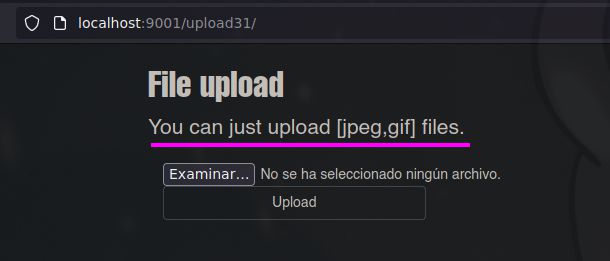 localhost:9001/upload31/
File upload
You can just upload [jpeg,gif] files.
Examinar... No se ha seleccionado ningún archivo.
Upload